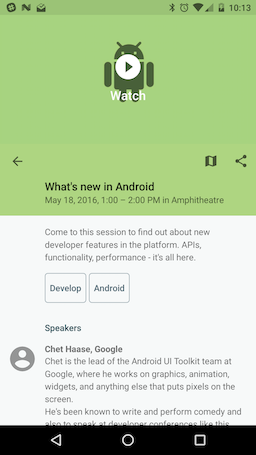 10:13
Watch
What's new in Android
May 18, 2016, 1:00 – 2:00 PM in Amphitheatre
Come to this session to find out about new
developer features in the platform. APIs,
functionality, performance - it's all here.
Develop
Android
Speakers
Chet Haase, Google
Chet is the lead of the Android UI Toolkit team at
Google, where he works on graphics, animation,
widgets, and anything else that puts pixels on the
screen.
He's been known to write and perform comedy and
also to speak at developer conferences like this